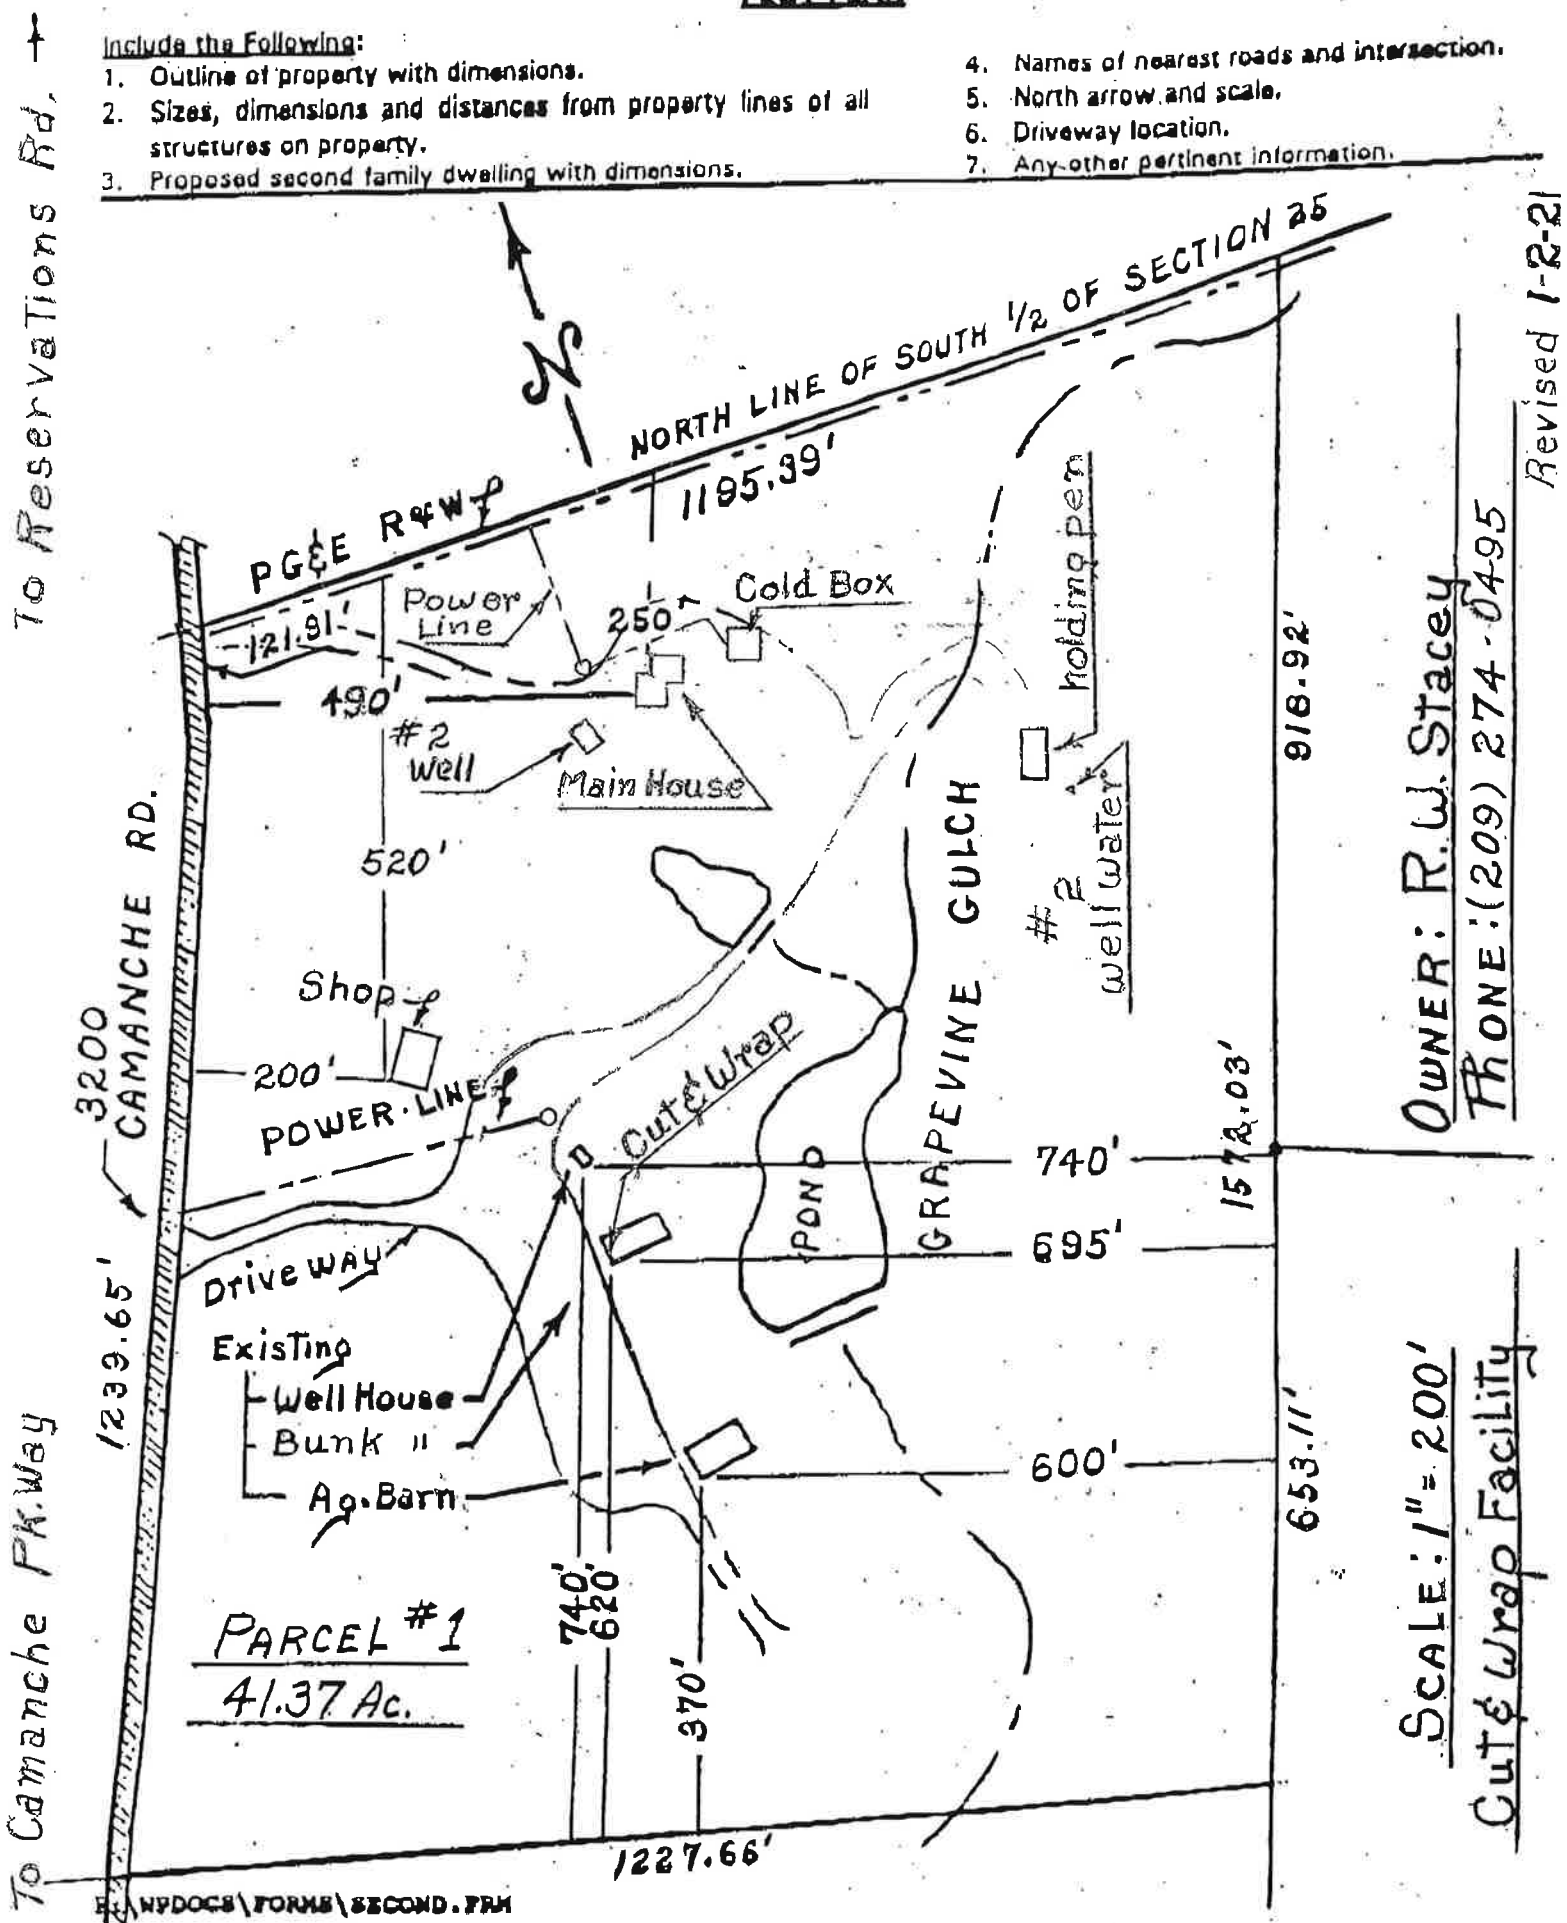 Include the Following:
1. Outline of property with dimensions.
2. Sizes, dimensions and distances from property lines of all
structures on property.
3. Proposed second family dwelling with dimensions.
4. Names of nearest roads and intersection.
5. North arrow and scale.
6. Driveway location.
7. Any other pertinent information.
To Reservations Rd.
Revised 1-2-21
N
NORTH LINE OF SOUTH 1/2 OF SECTION 25
1195.39'
PG&E R&W
121.91'
Power
Line
250'
Cold Box
holding pen
490'
#2
Well
Main House
918.92'
OWNER: R.W. Stacey
PhONE: (209) 274-0495
520'
# 2
well water
GRAPEVINE GULCH
3200
CAMANCHE RD.
Shop
200'
POWER LINE
Cut & Wrap
POND
740'
1572.03'
695'
Drive WAY
1239.65'
Existing
Well House
Bunk "
Ag. Barn
600'
653.11'
SCALE: 1" = 200'
Cut & Wrap Facility
740'
620'
370'
PARCEL #1
41.37 Ac.
To Camanche PK.Way
1227.66'
\WPDOCS\FORMS\SECOND.FRM